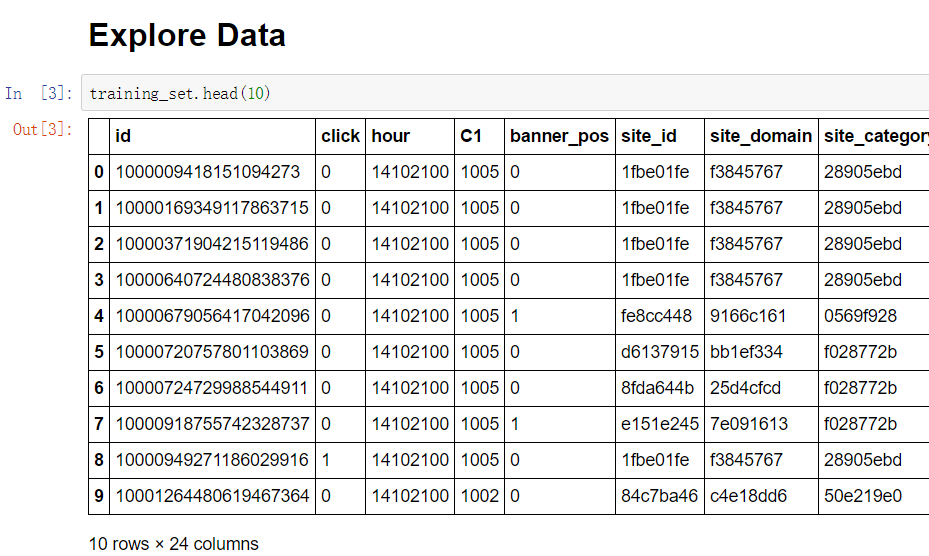 Explore Data
In [3]: training_set.head(10)
Out[3]:
id click hour C1 banner_pos site_id site_domain site_category
0 1000009418151094273 0 14102100 1005 0 1fbe01fe f3845767 28905ebd
1 10000169349117863715 0 14102100 1005 0 1fbe01fe f3845767 28905ebd
2 10000371904215119486 0 14102100 1005 0 1fbe01fe f3845767 28905ebd
3 10000640724480838376 0 14102100 1005 0 1fbe01fe f3845767 28905ebd
4 10000679056417042096 0 14102100 1005 1 fe8cc448 9166c161 0569f928
5 10000720757801103869 0 14102100 1005 0 d6137915 bb1ef334 f028772b
6 10000724729988544911 0 14102100 1005 0 8fda644b 25d4cfcd f028772b
7 10000918755742328737 0 14102100 1005 1 e151e245 7e091613 f028772b
8 10000949271186029916 1 14102100 1005 0 1fbe01fe f3845767 28905ebd
9 10001264480619467364 0 14102100 1002 0 84c7ba46 c4e18dd6 50e219e0
10 rows × 24 columns